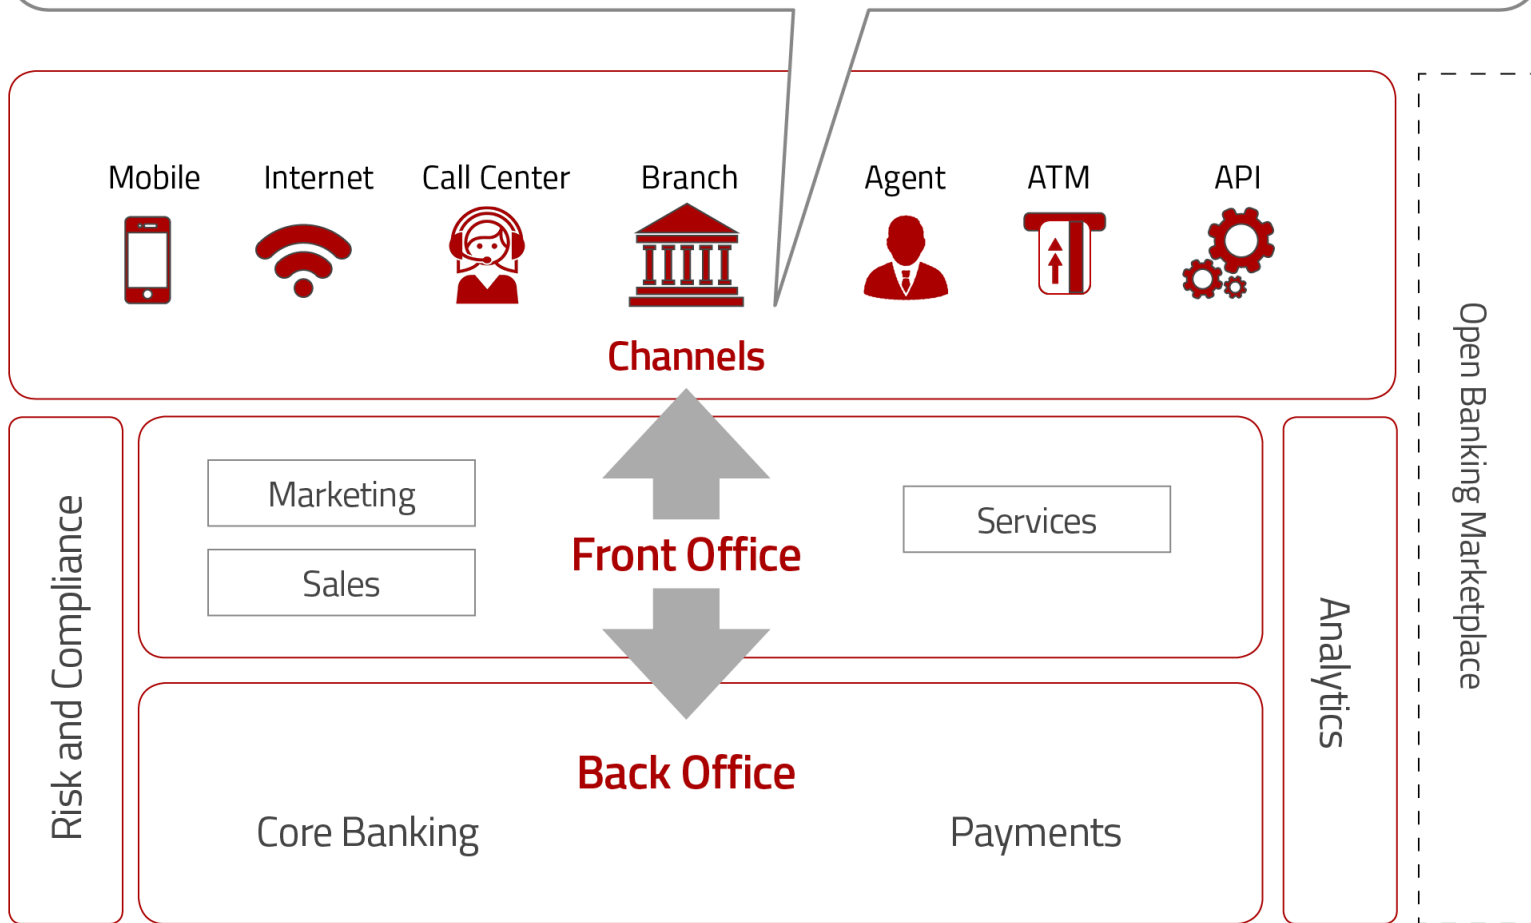 Mobile
Internet
Call Center
Branch
Agent
ATM
API
Channels
Risk and Compliance
Marketing
Sales
Front Office
Services
Analytics
Open Banking Marketplace
Back Office
Core Banking
Payments